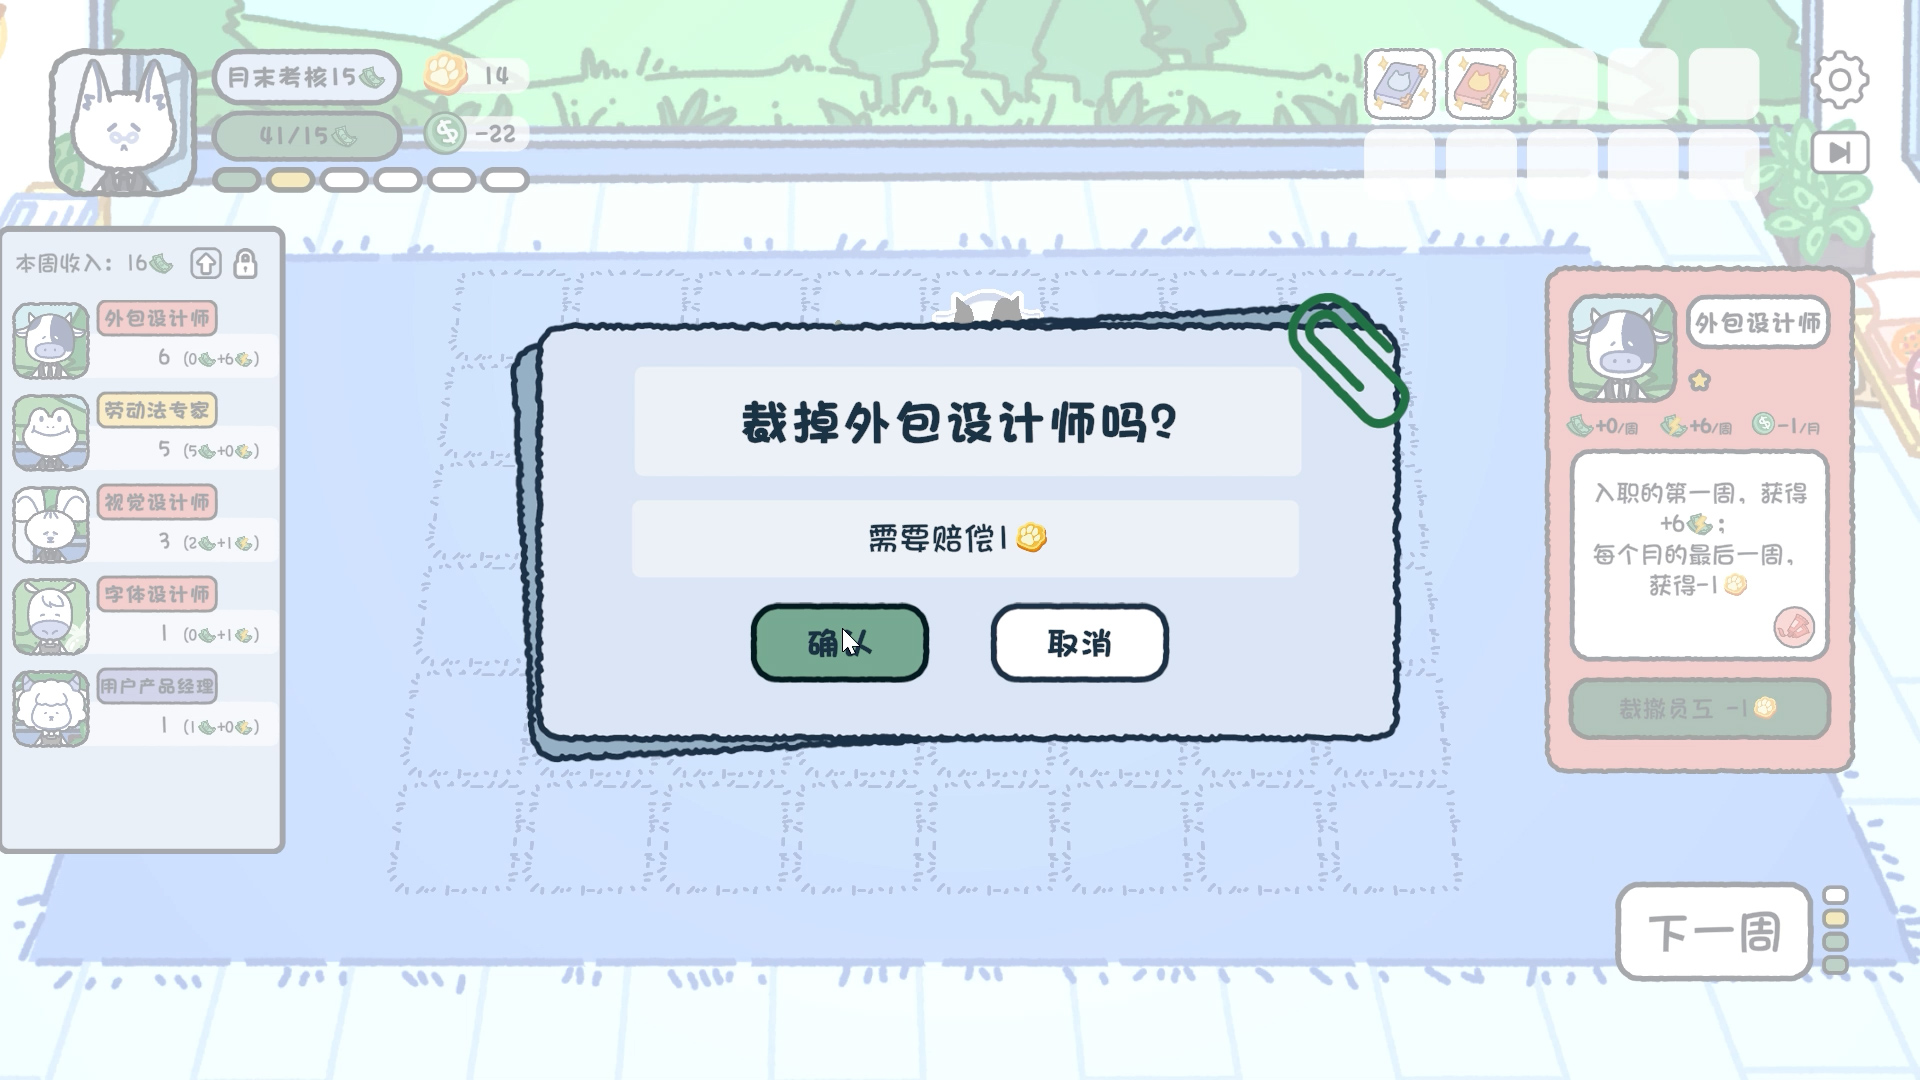 月末考核15
14
41/15
-22
本周收入：16
外包设计师
6 (0+6)
劳动法专家
5 (5+0)
视觉设计师
3 (2+1)
字体设计师
1 (0+1)
用户产品经理
1 (1+0)
裁掉外包设计师吗?
需要赔偿1
取消
外包设计师
+0/周 +6/周 -1/月
入职的第一周，获得
+6；
每个月的最后一周，
获得-1
裁撤员工 -1
下一周